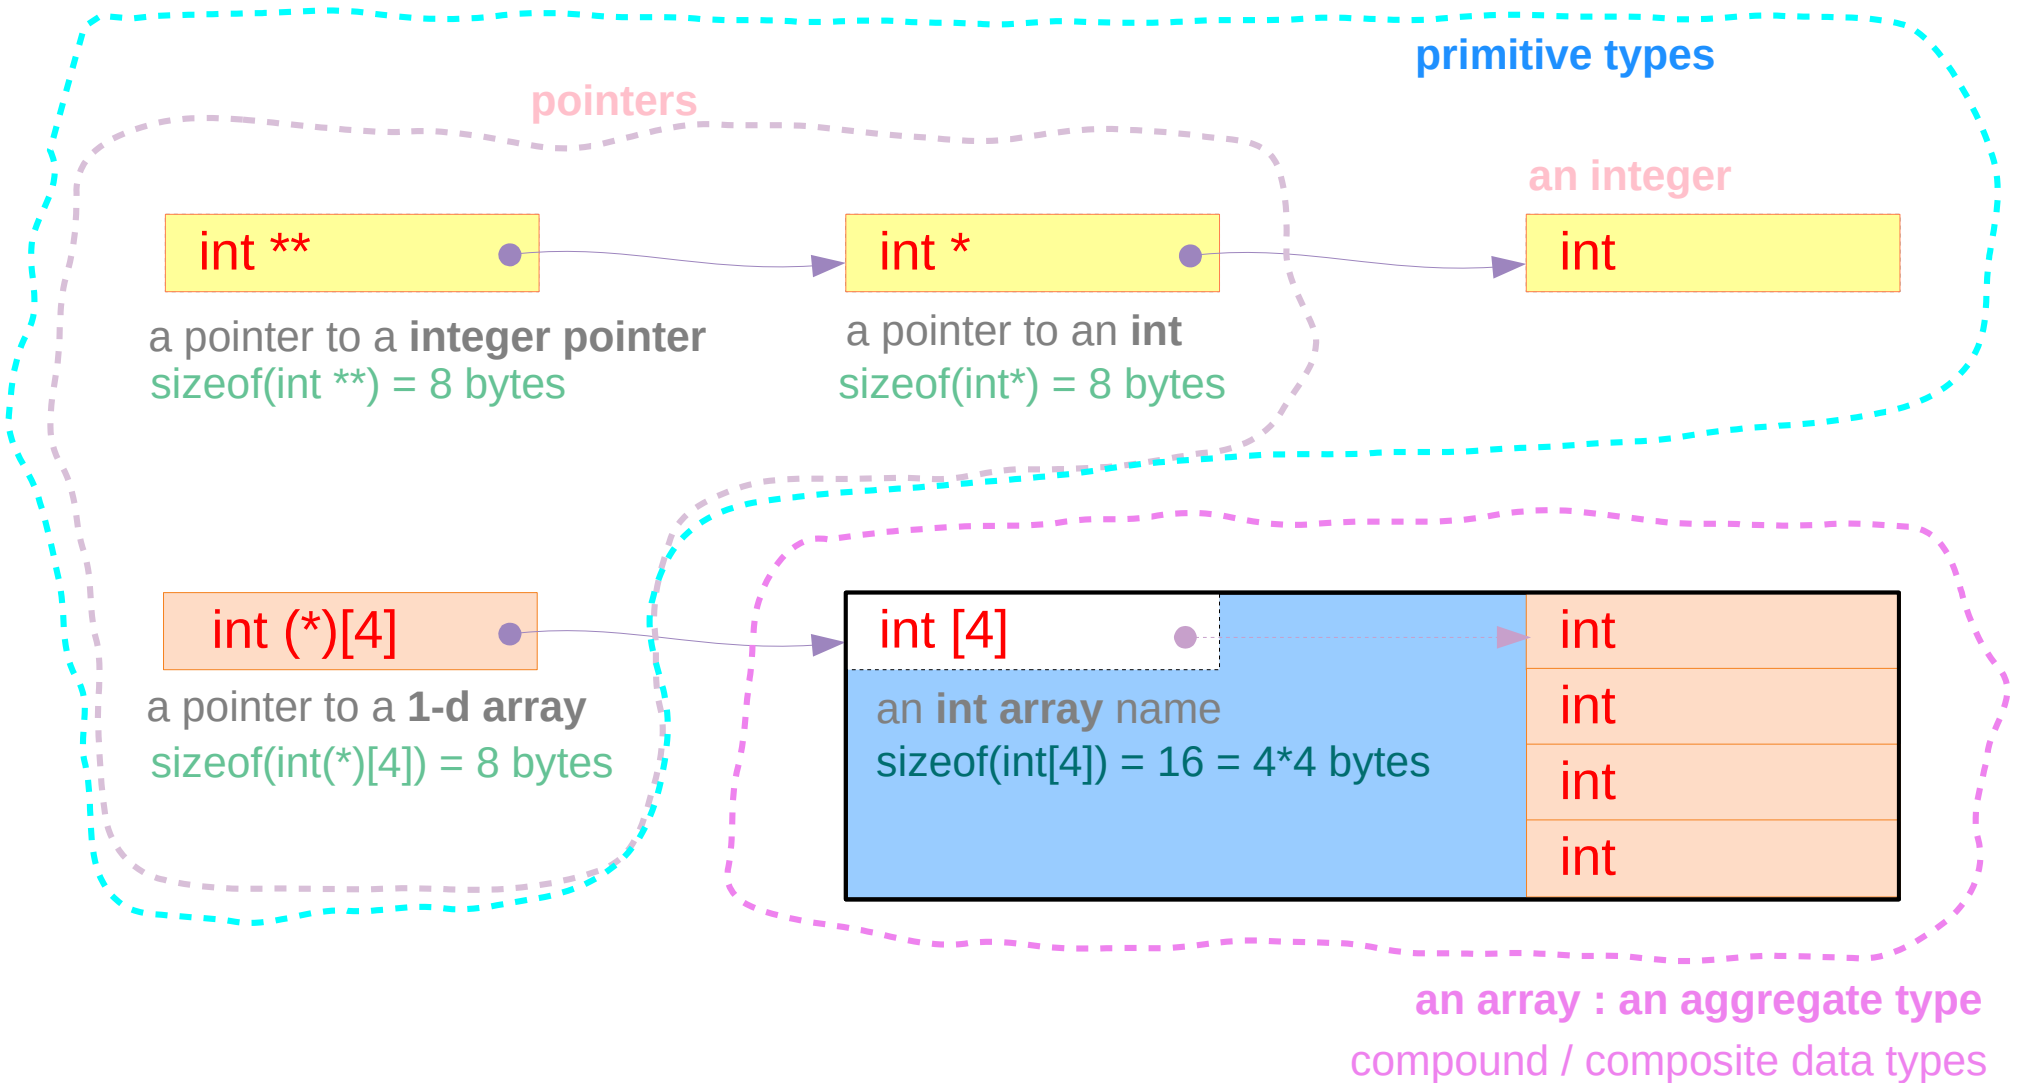 primitive types
pointers
an integer
int **
int *
int
a pointer to a integer pointer
a pointer to an int
sizeof(int **) = 8 bytes
sizeof(int*) = 8 bytes
int (*)[4]
int [4]
int
a pointer to a 1-d array
an int array name
int
sizeof(int(*)[4]) = 8 bytes
sizeof(int[4]) = 16 = 4*4 bytes
int
int
an array : an aggregate type
compound / composite data types